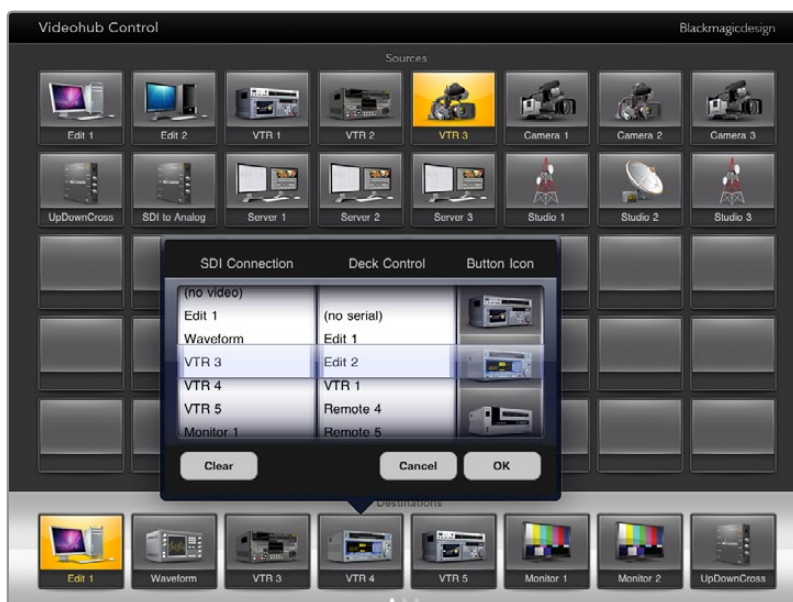 Videohub Control
Blackmagicdesign
Sources
Edit 1
Edit 2
VTR 1
VTR 2
VTR 3
Camera 1
Camera 2
Camera 3
UpDownCross
SDI to Analog
Server 1
Server 2
Server 3
Studio 1
Studio 2
Studio 3
SDI Connection
Deck Control
Button Icon
(no video)
Edit 1
Waveform
VTR 3
VTR 4
VTR 5
Monitor 1
(no serial)
Edit 1
Edit 2
VTR 1
Remote 4
Remote 5
Clear
Cancel
OK
Destinations
Edit 1
Waveform
VTR 3
VTR 4
VTR 5
Monitor 1
Monitor 2
UpDownCross